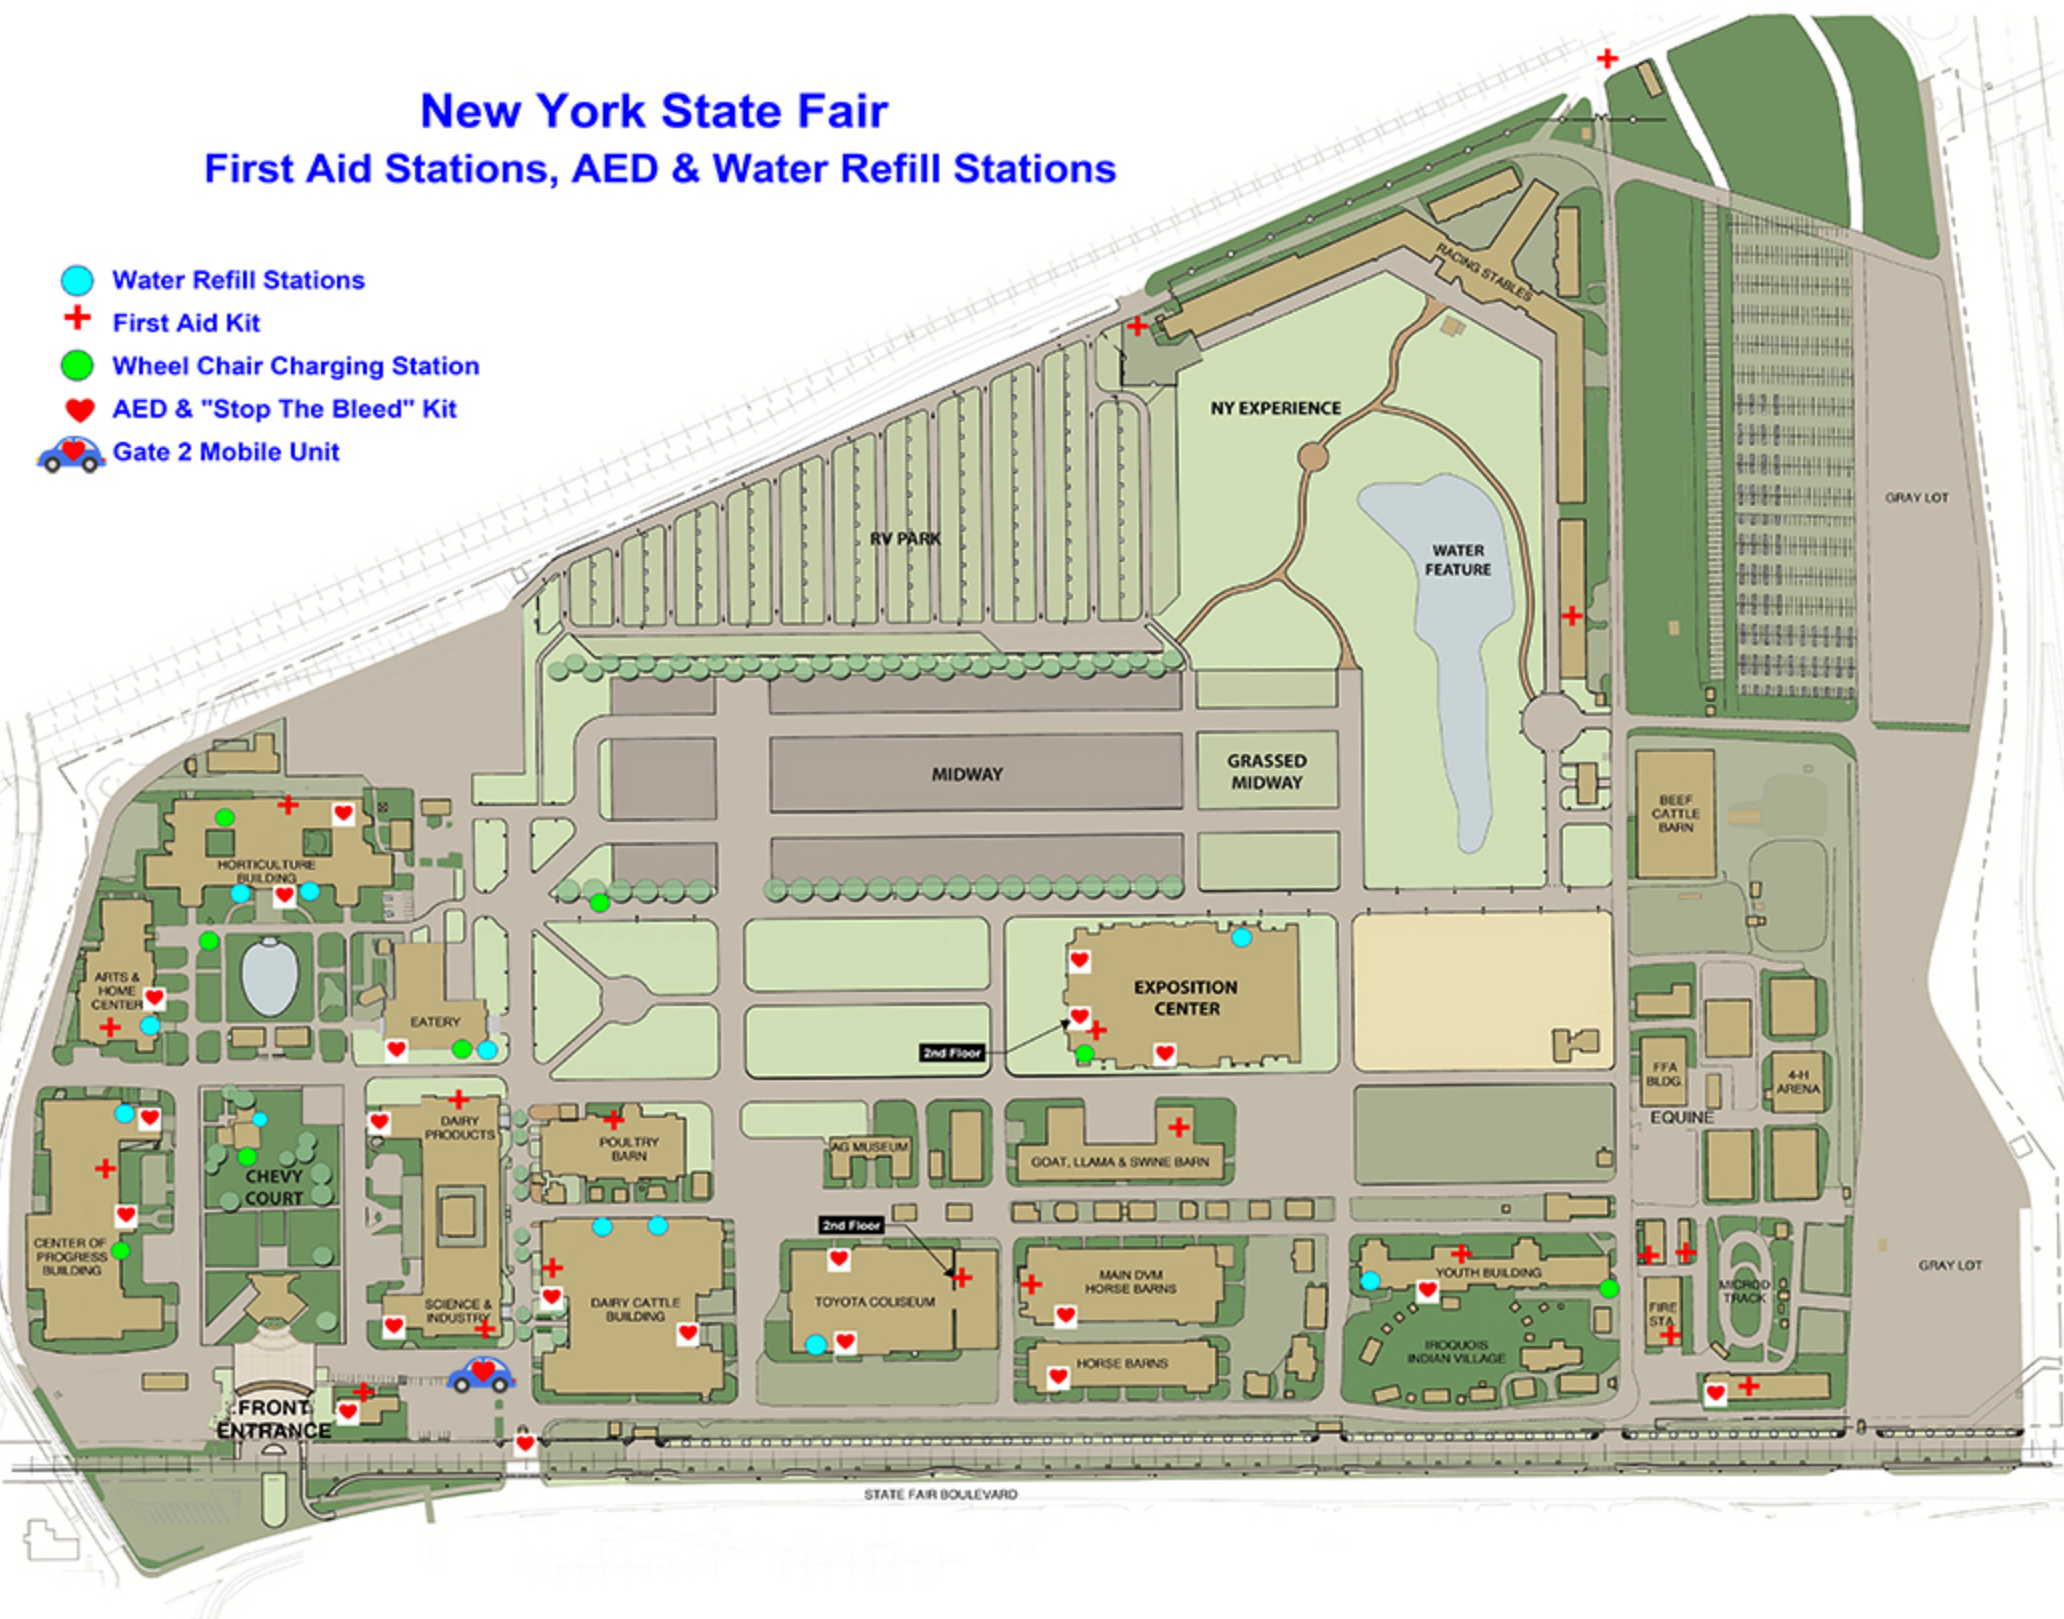 New York State Fair
First Aid Stations, AED & Water Refill Stations
Water Refill Stations
First Aid Kit
Wheel Chair Charging Station
AED & "Stop The Bleed" Kit
Gate 2 Mobile Unit
RACING STABLES
NY EXPERIENCE
GRAY LOT
RV PARK
WATER
FEATURE
MIDWAY
GRASSED
MIDWAY
BEEF
CATTLE
BARN
HORTICULTURE
BUILDING
ARTS &
HOME
CENTER
EATERY
EXPOSITION
CENTER
2nd Floor
FFA
BLDG.
4-H
ARENA
EQUINE
DAIRY
PRODUCTS
POULTRY
BARN
AG MUSEUM
GOAT, LLAMA & SWINE BARN
CHEVY
COURT
2nd Floor
CENTER OF
PROGRESS
BUILDING
SCIENCE &
INDUSTRY
DAIRY CATTLE
BUILDING
TOYOTA COLISEUM
MAIN DVM
HORSE BARNS
YOUTH BUILDING
GRAY LOT
MICROD
TRACK
FIRE
STA.
IROQUOIS
INDIAN VILLAGE
HORSE BARNS
FRONT
ENTRANCE
STATE FAIR BOULEVARD